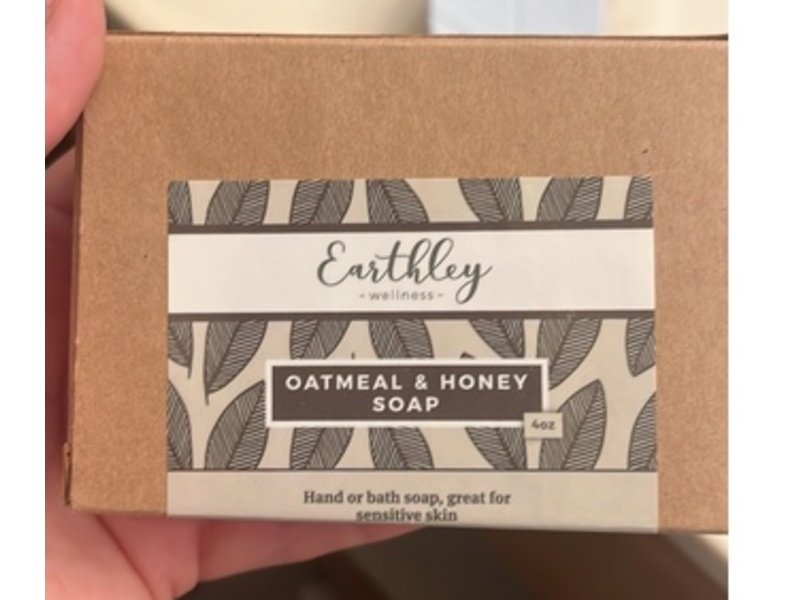 Earthley
-wellness-
OATMEAL & HONEY
SOAP
4oz
Hand or bath soap, great for
sensitive skin